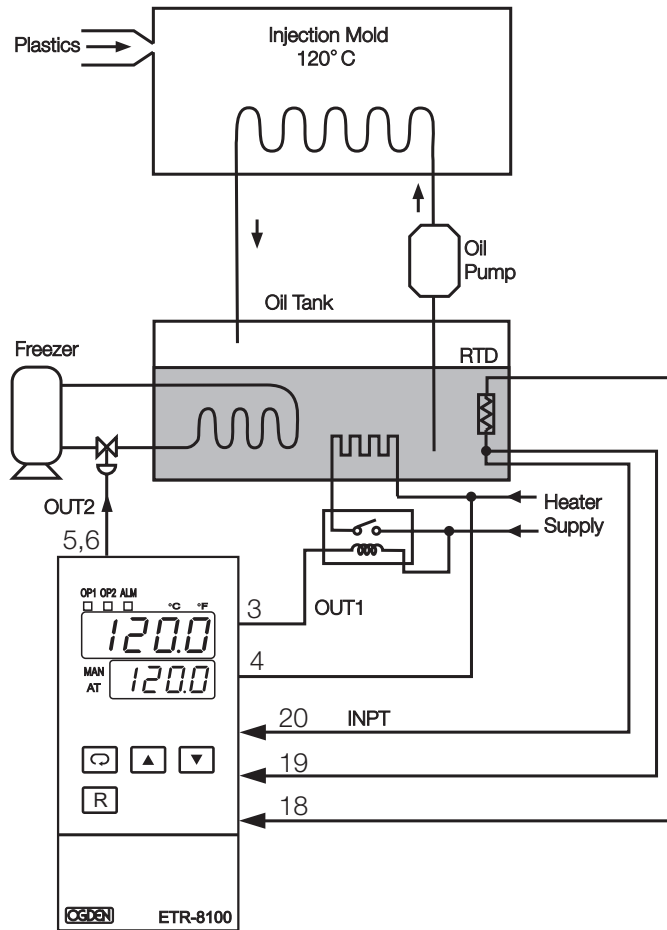 Plastics
Injection Mold
120° C
Oil
Pump
Oil Tank
RTD
Freezer
OUT2
5,6
Heater
Supply
OP1 OP2 ALM °C °F
120.0
MAN
AT
120.0
3
OUT1
4
20 INPT
19
18
R
OGDEN
ETR-8100